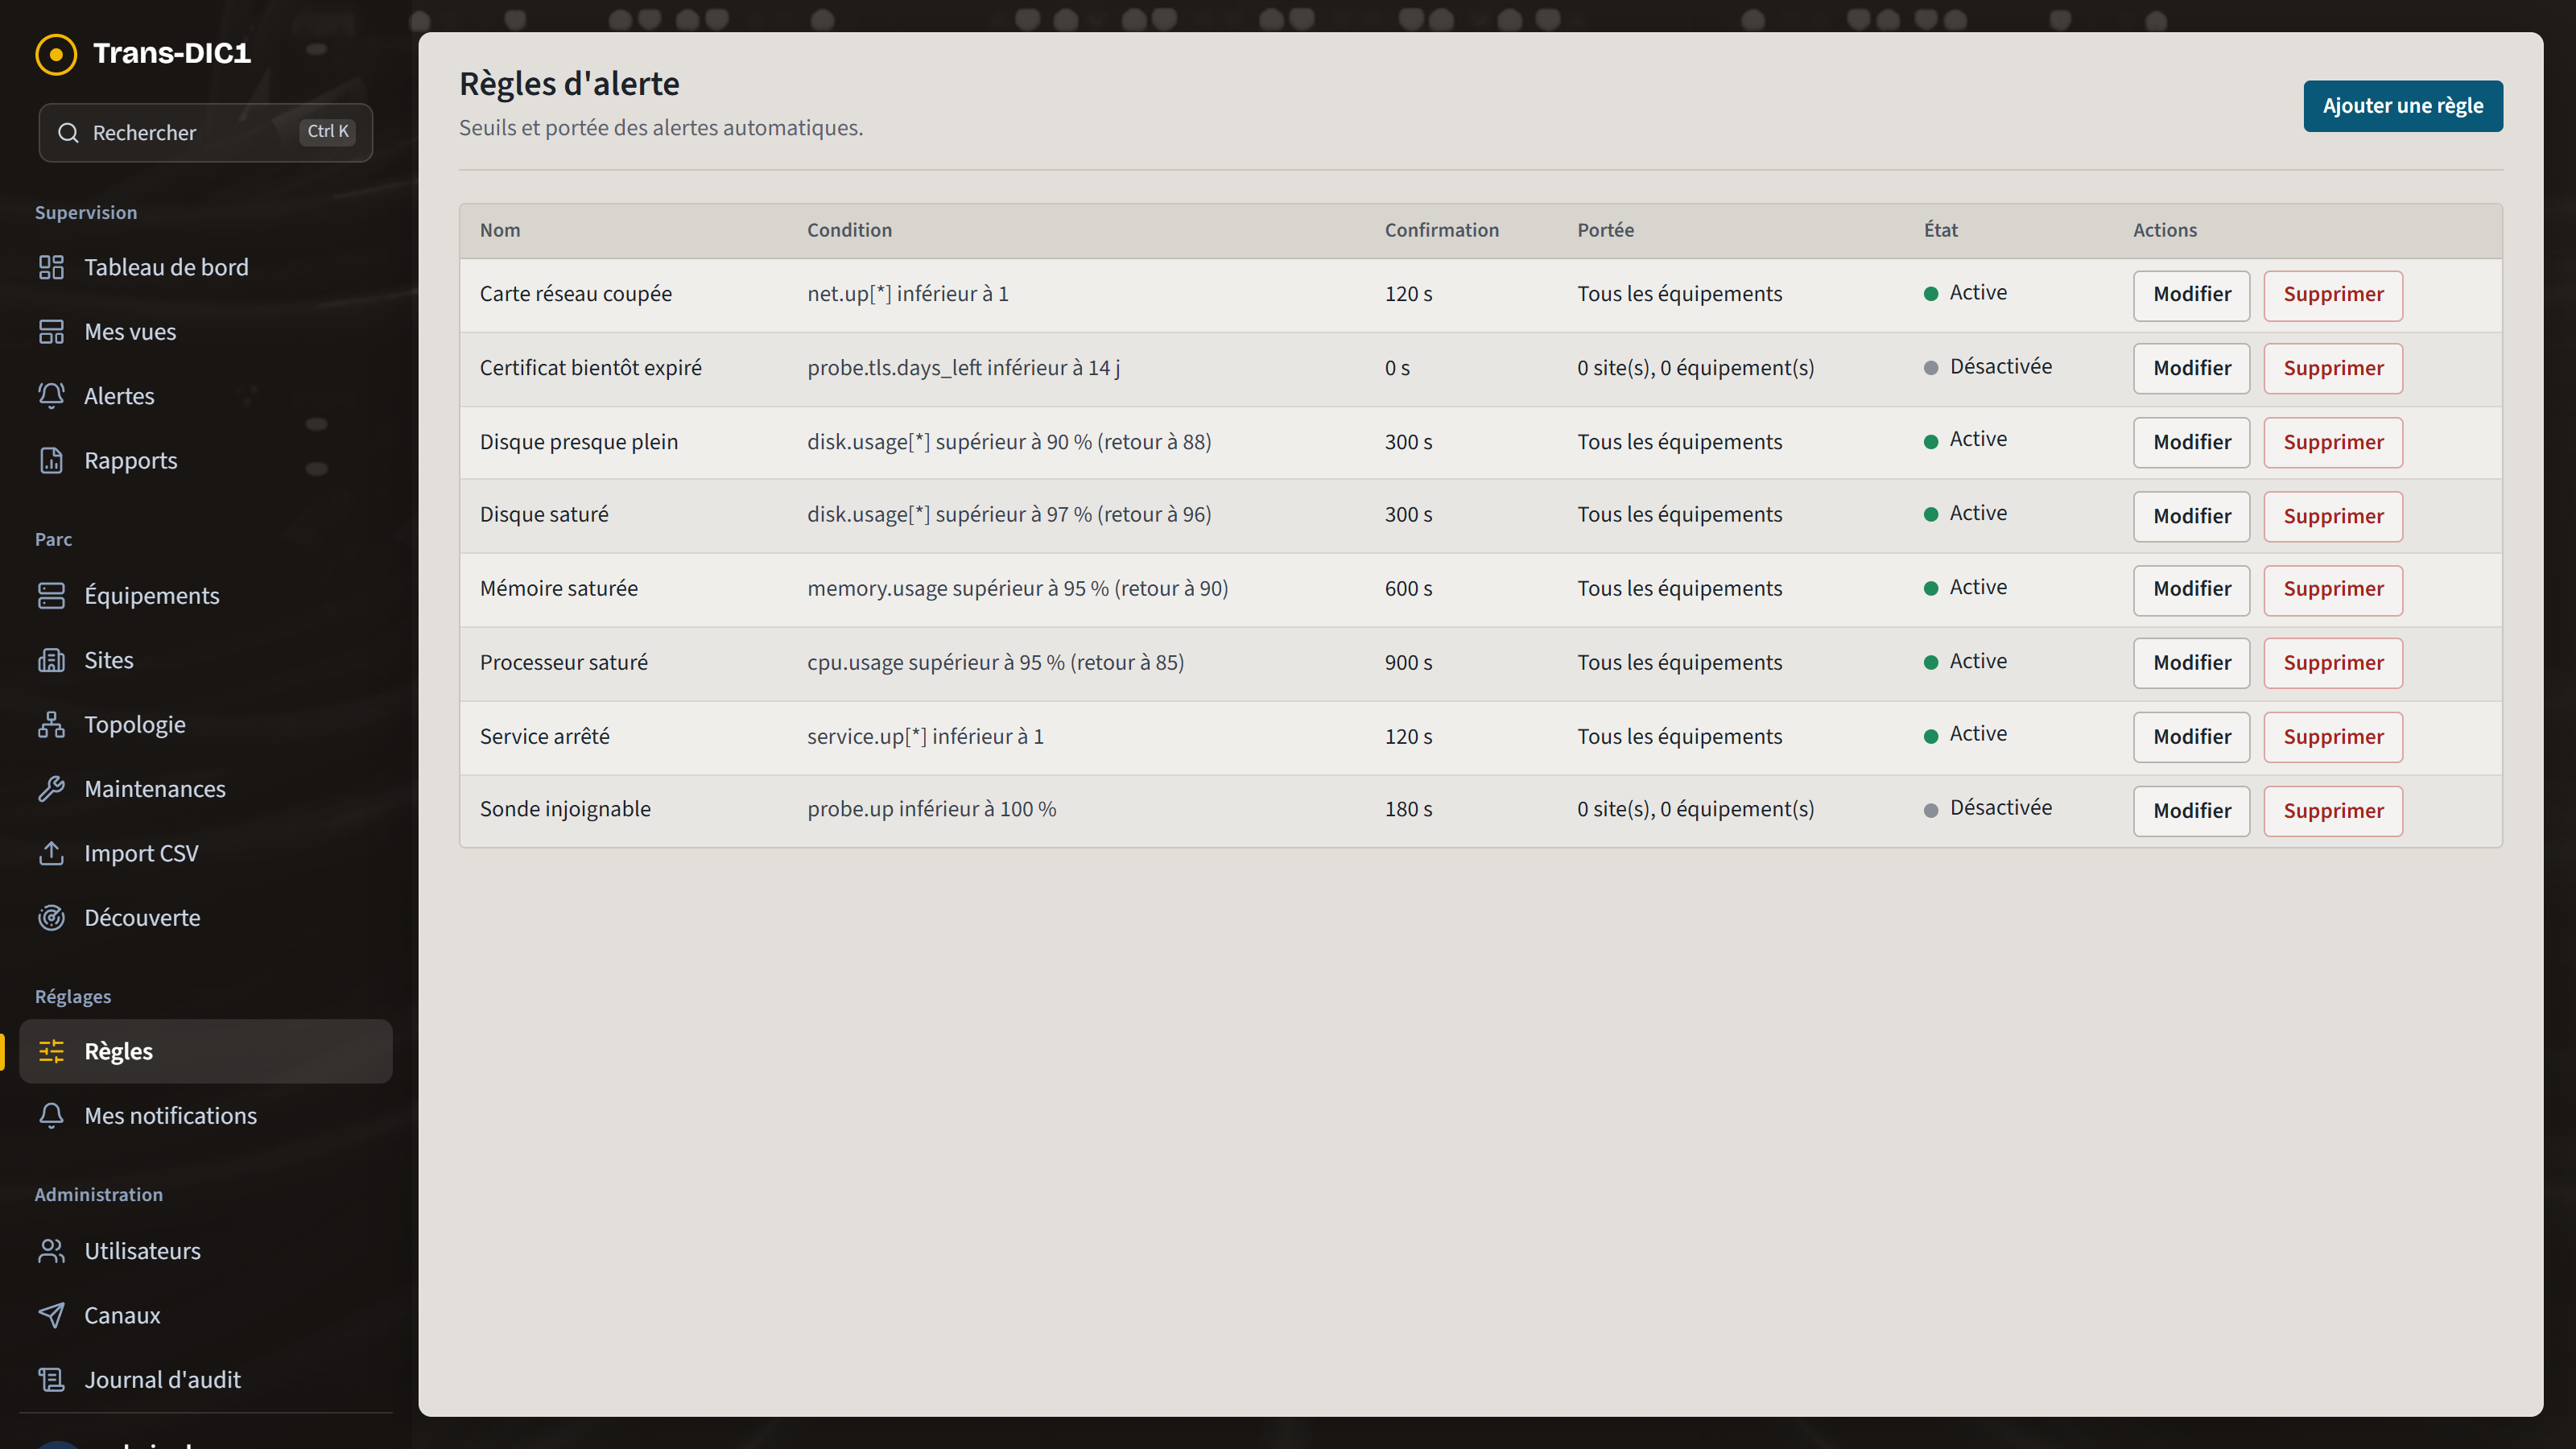 Trans-DIC1
Rechercher Ctrl K
Supervision
Tableau de bord
Mes vues
Alertes
Rapports
Parc
Équipements
Sites
Topologie
Maintenances
Import CSV
Découverte
Réglages
Règles
Mes notifications
Administration
Utilisateurs
Canaux
Journal d'audit
Règles d'alerte
Seuils et portée des alertes automatiques.
Ajouter une règle
Nom Condition Confirmation Portée État Actions
Carte réseau coupée net.up[*] inférieur à 1 120 s Tous les équipements Active Modifier Supprimer
Certificat bientôt expiré probe.tls.days_left inférieur à 14 j 0 s 0 site(s), 0 équipement(s) Désactivée Modifier Supprimer
Disque presque plein disk.usage[*] supérieur à 90 % (retour à 88) 300 s Tous les équipements Active Modifier Supprimer
Disque saturé disk.usage[*] supérieur à 97 % (retour à 96) 300 s Tous les équipements Active Modifier Supprimer
Mémoire saturée memory.usage supérieur à 95 % (retour à 90) 600 s Tous les équipements Active Modifier Supprimer
Processeur saturé cpu.usage supérieur à 95 % (retour à 85) 900 s Tous les équipements Active Modifier Supprimer
Service arrêté service.up[*] inférieur à 1 120 s Tous les équipements Active Modifier Supprimer
Sonde injoignable probe.up inférieur à 100 % 180 s 0 site(s), 0 équipement(s) Désactivée Modifier Supprimer